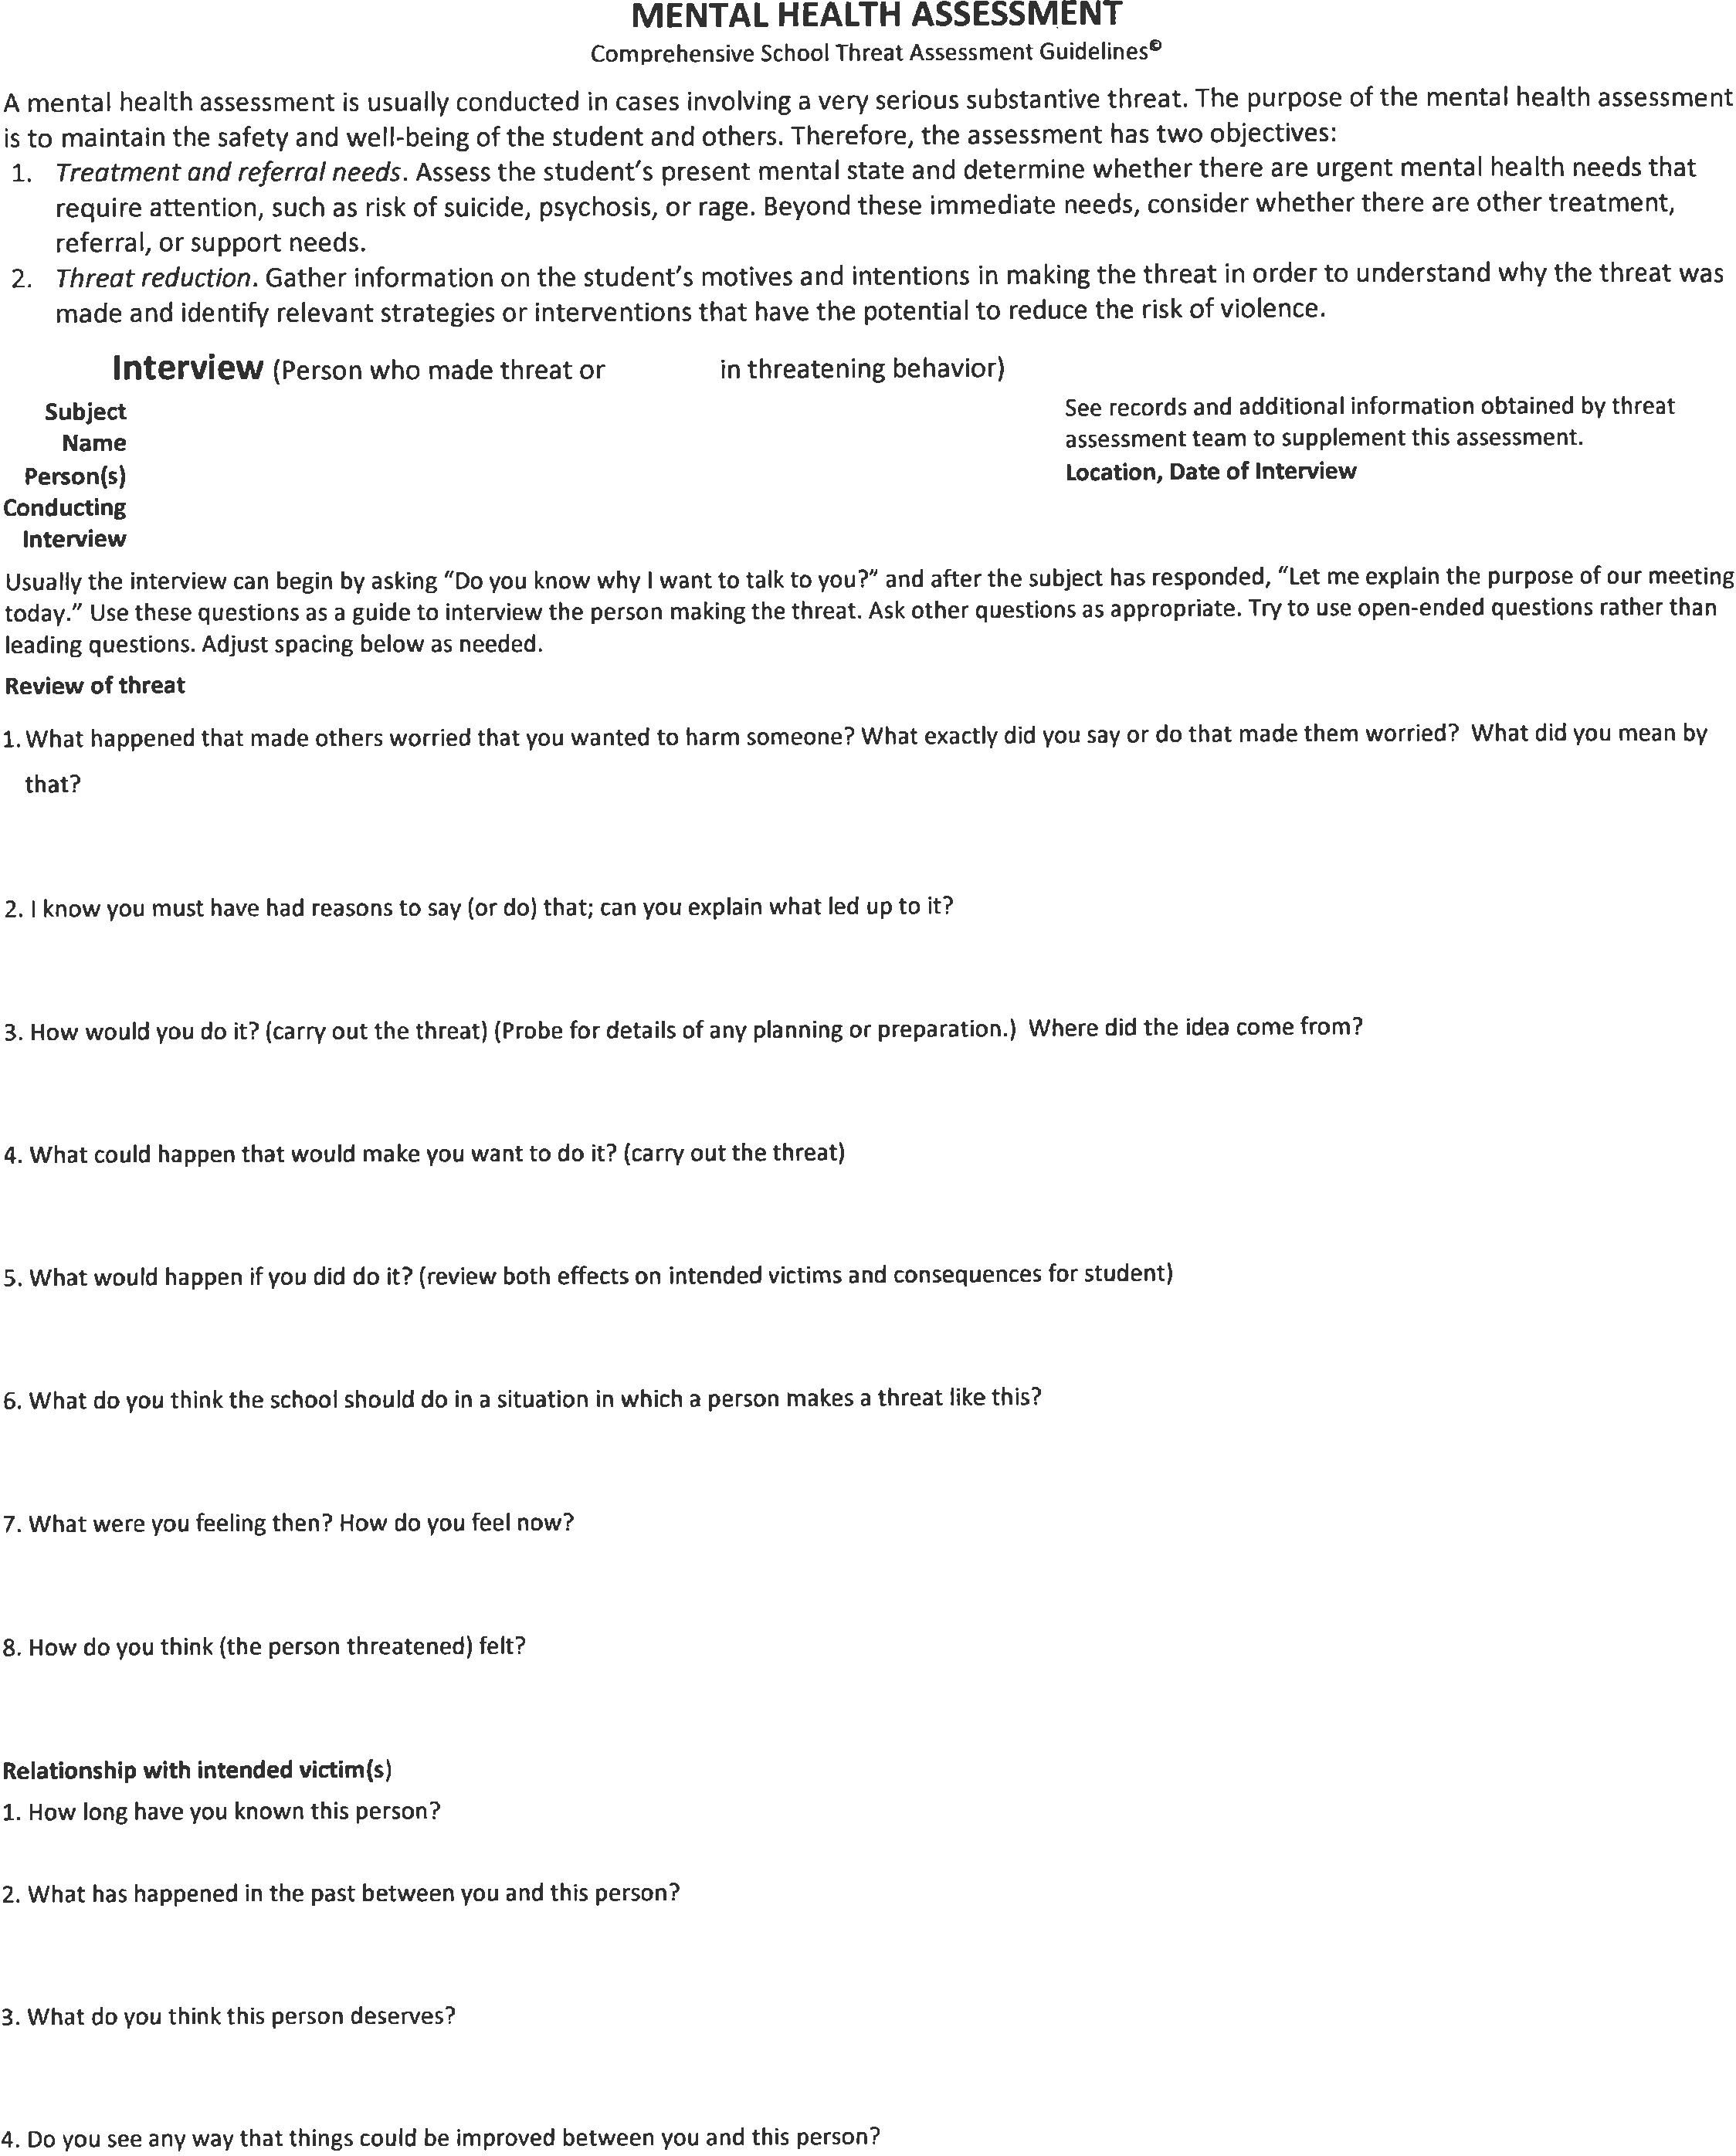 MENTAL HEALTH ASSESSMENT
Comprehensive School Threat Assessment Guidelines©
A mental health assessment is usually conducted in cases involving a very serious substantive threat. The purpose of the mental health assessment
is to maintain the safety and well-being of the student and others. Therefore, the assessment has two objectives:
1. Treatment and referral needs. Assess the student's present mental state and determine whether there are urgent mental health needs that
require attention, such as risk of suicide, psychosis, or rage. Beyond these immediate needs, consider whether there are other treatment,
referral, or support needs.
2. Threat reduction. Gather information on the student's motives and intentions in making the threat in order to understand why the threat was
made and identify relevant strategies or interventions that have the potential to reduce the risk of violence.
Interview (Person who made threat or in threatening behavior)
Subject
Name
Person(s)
Conducting
Interview
See records and additional information obtained by threat
assessment team to supplement this assessment.
Location, Date of Interview
Usually the interview can begin by asking "Do you know why I want to talk to you?" and after the subject has responded, "Let me explain the purpose of our meeting
today." Use these questions as a guide to interview the person making the threat. Ask other questions as appropriate. Try to use open-ended questions rather than
leading questions. Adjust spacing below as needed.
Review of threat
1. What happened that made others worried that you wanted to harm someone? What exactly did you say or do that made them worried? What did you mean by
that?
2. I know you must have had reasons to say (or do) that; can you explain what led up to it?
3. How would you do it? (carry out the threat) (Probe for details of any planning or preparation.) Where did the idea come from?
4. What could happen that would make you want to do it? (carry out the threat)
5. What would happen if you did do it? (review both effects on intended victims and consequences for student)
6. What do you think the school should do in a situation in which a person makes a threat like this?
7. What were you feeling then? How do you feel now?
8. How do you think (the person threatened) felt?
Relationship with intended victim(s)
1. How long have you known this person?
2. What has happened in the past between you and this person?
3. What do you think this person deserves?
4. Do you see any way that things could be improved between you and this person?